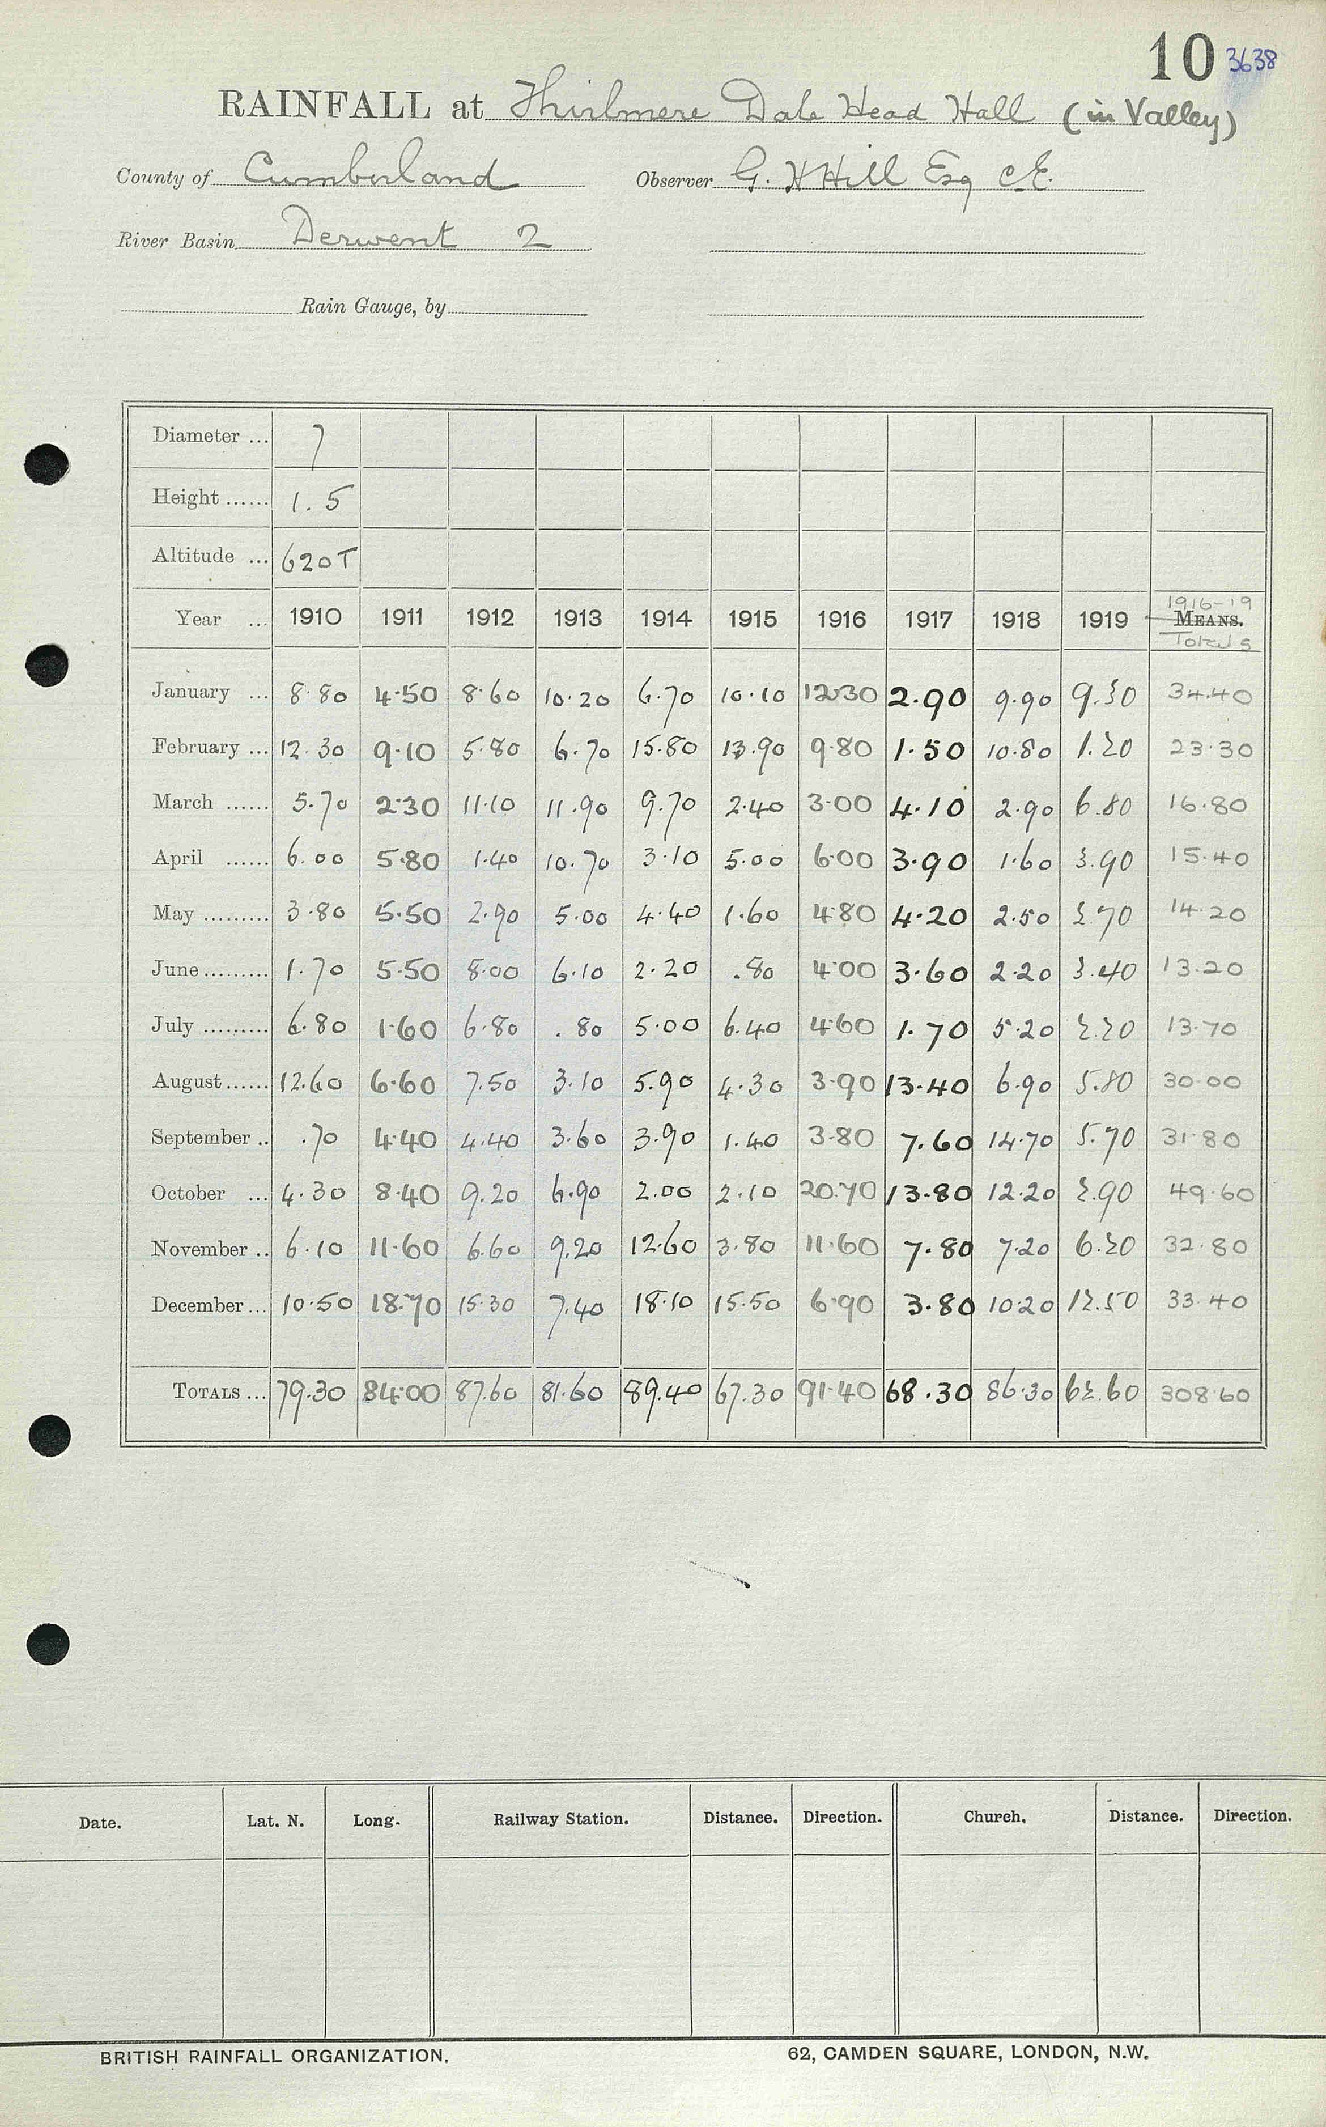 10 3638
RAINFALL at Thirlmere Dale Head Hall (in Valley)
County of Cumberland Observer G. H Hill Esq C.E.
River Basin Derwent 2
Rain Gauge, by
Diameter ... 7
Height ...... 1.5
Altitude ... 620 T
Year ... 1910 1911 1912 1913 1914 1915 1916 1917 1918 1919 1916-19 MEANS. Totals
January ... 8.80 4.50 8.60 10.20 6.70 10.10 12.30 2.90 9.90 9.30 34.40
February ... 12.30 9.10 5.80 6.70 15.80 13.90 9.80 1.50 10.80 1.20 23.30
March ...... 5.70 2.30 11.10 11.90 9.70 2.40 3.00 4.10 2.90 6.80 16.80
April ...... 6.00 5.80 1.40 10.70 3.10 5.00 6.00 3.90 1.60 3.90 15.40
May ......... 3.80 5.50 2.90 5.00 4.40 1.60 4.80 4.20 2.50 2.70 14.20
June ......... 1.70 5.50 8.00 6.10 2.20 .80 4.00 3.60 2.20 3.40 13.20
July ......... 6.80 1.60 6.80 .80 5.00 6.40 4.60 1.70 5.20 2.20 13.70
August ...... 12.60 6.60 7.50 3.10 5.90 4.30 3.90 13.40 6.90 5.80 30.00
September .. .70 4.40 4.40 3.60 3.90 1.40 3.80 7.60 14.70 5.70 31.80
October ... 4.30 8.40 9.20 6.90 2.00 2.10 20.70 13.80 12.20 2.90 49.60
November .. 6.10 11.60 6.60 9.20 12.60 3.80 11.60 7.80 7.20 6.20 32.80
December ... 10.50 18.70 15.30 7.40 18.10 15.50 6.90 3.80 10.20 12.50 33.40
TOTALS ... 79.30 84.00 87.60 81.60 89.40 67.30 91.40 68.30 86.30 62.60 308.60
Date. Lat. N. Long. Railway Station. Distance. Direction. Church. Distance. Direction.
BRITISH RAINFALL ORGANIZATION. 62, CAMDEN SQUARE, LONDON, N.W.